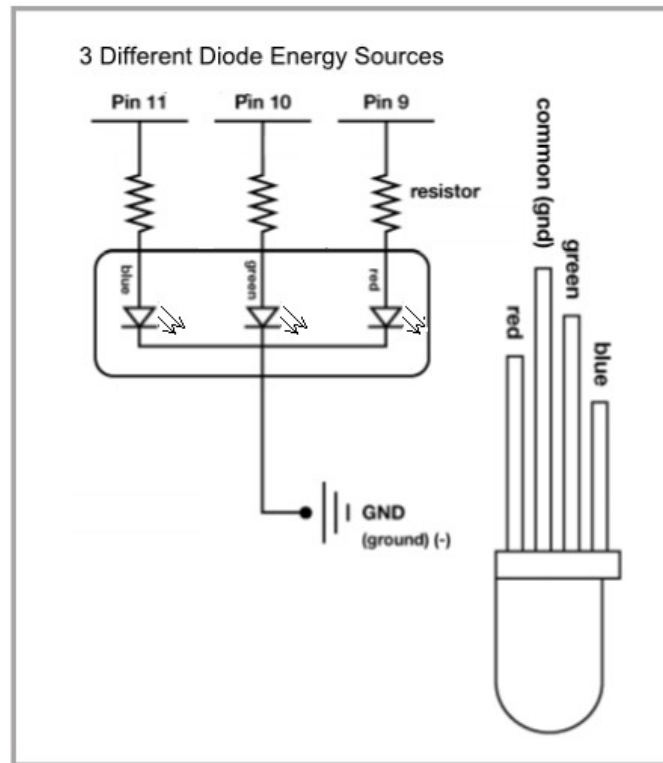 3 Different Diode Energy Sources
Pin 11 Pin 10 Pin 9
resistor
blue green red
GND
(ground) (-)
common (gnd)
green
red
blue